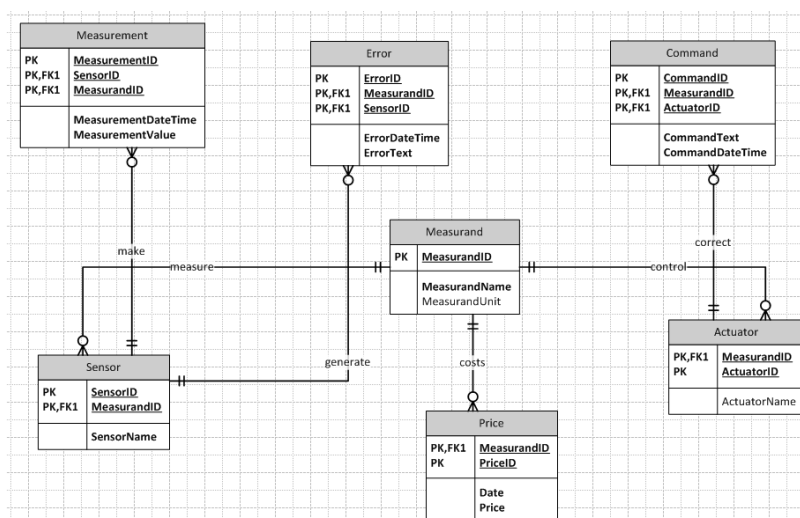 Measurement
PK MeasurementID
PK,FK1 SensorID
PK,FK1 MeasurandID
MeasurementDateTime
MeasurementValue
Error
PK ErrorID
PK,FK1 MeasurandID
PK,FK1 SensorID
ErrorDateTime
ErrorText
Command
PK CommandID
PK,FK1 MeasurandID
PK,FK1 ActuatorID
CommandText
CommandDateTime
Measurand
PK MeasurandID
MeasurandName
MeasurandUnit
make
measure
correct
control
generate
costs
Sensor
PK SensorID
PK,FK1 MeasurandID
SensorName
Actuator
PK,FK1 MeasurandID
PK ActuatorID
ActuatorName
Price
PK,FK1 MeasurandID
PK PriceID
Date
Price